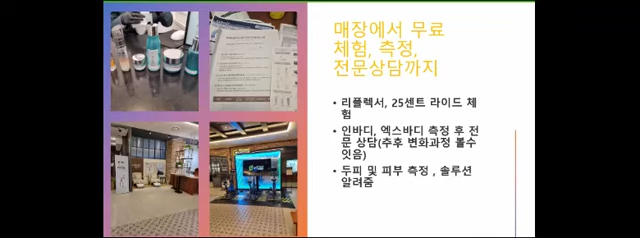 매장에서 무료
체험, 측정,
전문상담까지
• 리플렉서, 25센트 라이드 체
험
• 인바디, 엑스바디 측정 후 전
문 상담(추후 변화과정 볼수
잇음)
• 두피 및 피부 측정 , 솔루션
알려줌